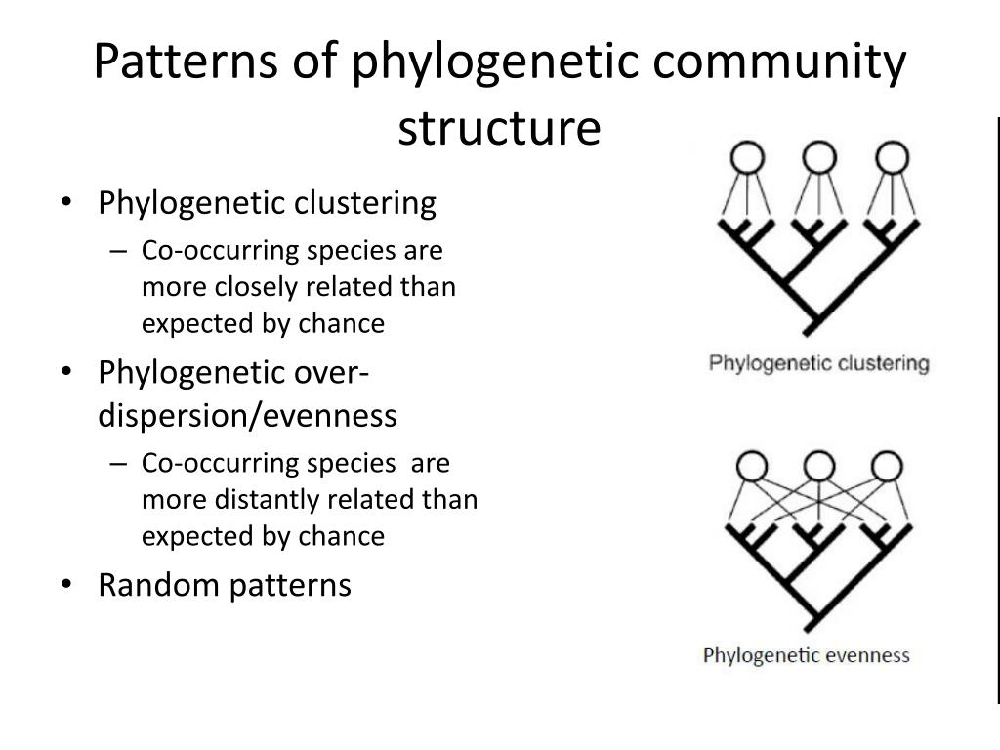 Patterns of phylogenetic community
structure
• Phylogenetic clustering
– Co-occurring species are
more closely related than
expected by chance
• Phylogenetic over-
dispersion/evenness
– Co-occurring species  are
more distantly related than
expected by chance
• Random patterns
Phylogenetic clustering
Phylogenetic evenness